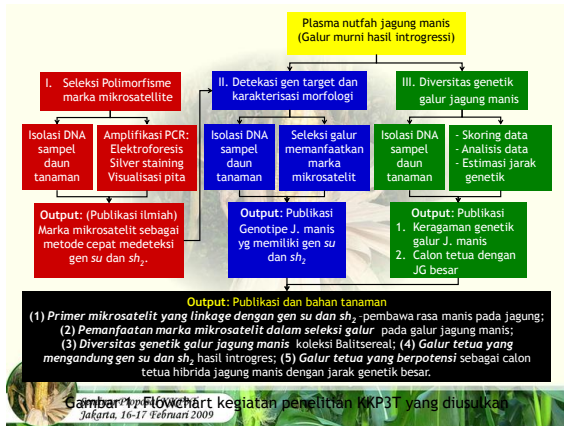 Plasma nutfah jagung manis
(Galur murni hasil introgressi)
I. Seleksi Polimorfisme
marka mikrosatellite
II. Detekasi gen target dan
karakterisasi morfologi
III. Diversitas genetik
galur jagung manis
Isolasi DNA
sampel
daun
tanaman
Amplifikasi PCR:
Elektroforesis
Silver staining
Visualisasi pita
Isolasi DNA
sampel
daun
tanaman
Seleksi galur
memanfaatkan
marka
mikrosatelit
Isolasi DNA
sampel
daun
tanaman
- Skoring data
- Analisis data
- Estimasi jarak
genetik
Output: (Publikasi ilmiah)
Marka mikrosatelit sebagai
metode cepat medeteksi
gen su dan sh2.
Output: Publikasi
Genotipe J. manis
yg memiliki gen su
dan sh2
Output: Publikasi
1. Keragaman genetik
galur J. manis
2. Calon tetua dengan
JG besar
Output: Publikasi dan bahan tanaman
(1) Primer mikrosatelit yang linkage dengan gen su dan sh2 –pembawa rasa manis pada jagung;
(2) Pemanfaatan marka mikrosatelit dalam seleksi galur pada galur jagung manis;
(3) Diversitas genetik galur jagung manis koleksi Balitsereal; (4) Galur tetua yang
mengandung gen su dan sh2 hasil introgres; (5) Galur tetua yang berpotensi sebagai calon
tetua hibrida jagung manis dengan jarak genetik besar.
Gambar 1. Flowchart kegiatan penelitian KKP3T yang diusulkan
Jakarta, 16-17 Februari 2009